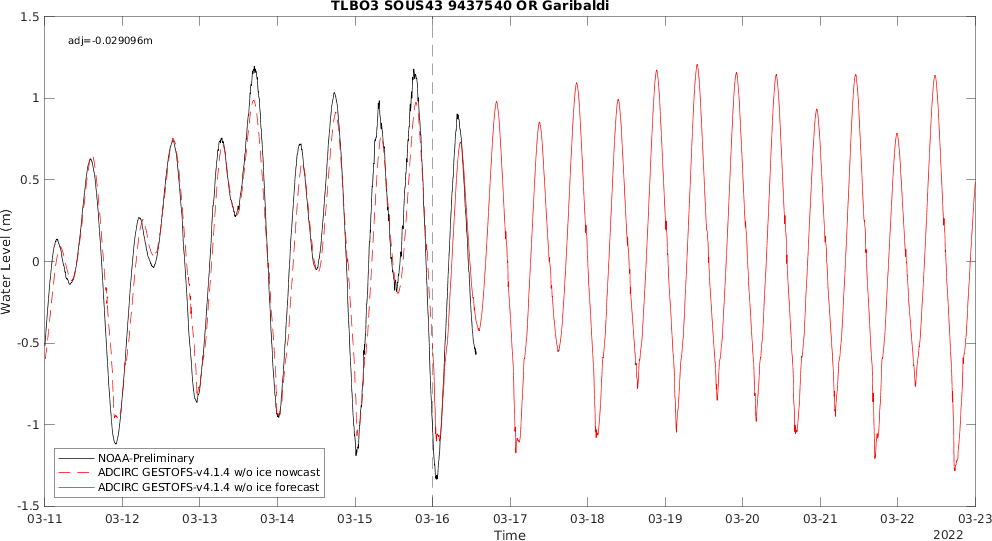 TLBO3 SOUS43 9437540 OR Garibaldi
adj=-0.029096m
1.5
1
0.5
0
-0.5
-1
-1.5
Water Level (m)
NOAA-Preliminary
ADCIRC GESTOFS-v4.1.4 w/o ice nowcast
ADCIRC GESTOFS-v4.1.4 w/o ice forecast
03-11 03-12 03-13 03-14 03-15 03-16 03-17 03-18 03-19 03-20 03-21 03-22 03-23
Time
2022